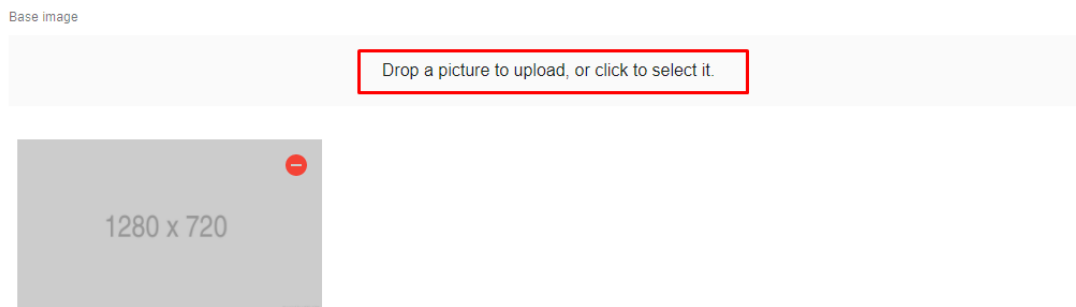 Base image
Drop a picture to upload, or click to select it.
1280 x 720